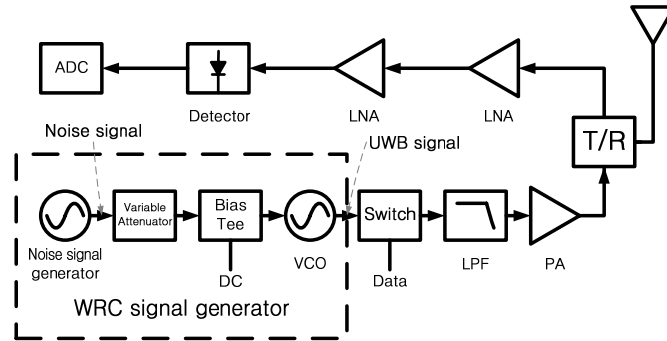 ADC
Detector
LNA
LNA
T/R
Noise signal
UWB signal
Noise signal
generator
Variable
Attenuator
Bias
Tee
DC
VCO
Switch
Data
LPF
PA
WRC signal generator